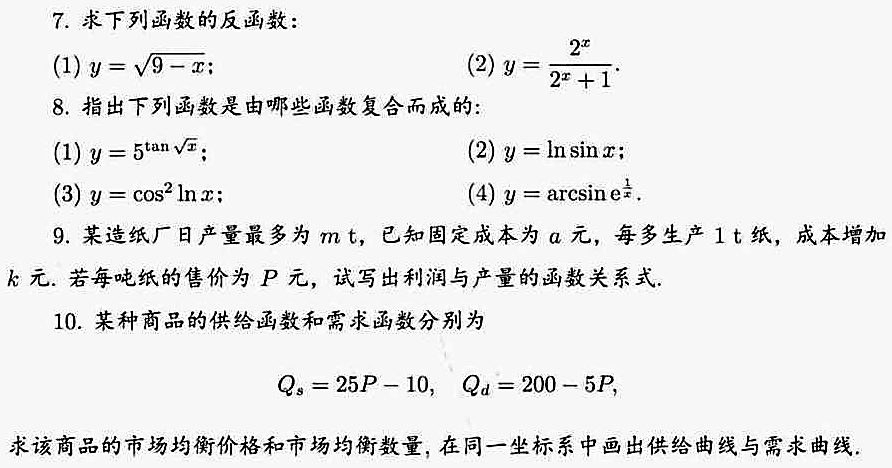 7. 求下列函数的反函数:
(1) y = √(9 − x); (2) y = 2^x / (2^x + 1).
8. 指出下列函数是由哪些函数复合而成的:
(1) y = 5^(tan √x); (2) y = ln sin x;
(3) y = cos² ln x; (4) y = arcsin e^(1/x).
9. 某造纸厂日产量最多为 m t, 已知固定成本为 a 元, 每多生产 1 t 纸, 成本增加
k 元. 若每吨纸的售价为 P 元, 试写出利润与产量的函数关系式.
10. 某种商品的供给函数和需求函数分别为
Q_s = 25P − 10, Q_d = 200 − 5P,
求该商品的市场均衡价格和市场均衡数量, 在同一坐标系中画出供给曲线与需求曲线.